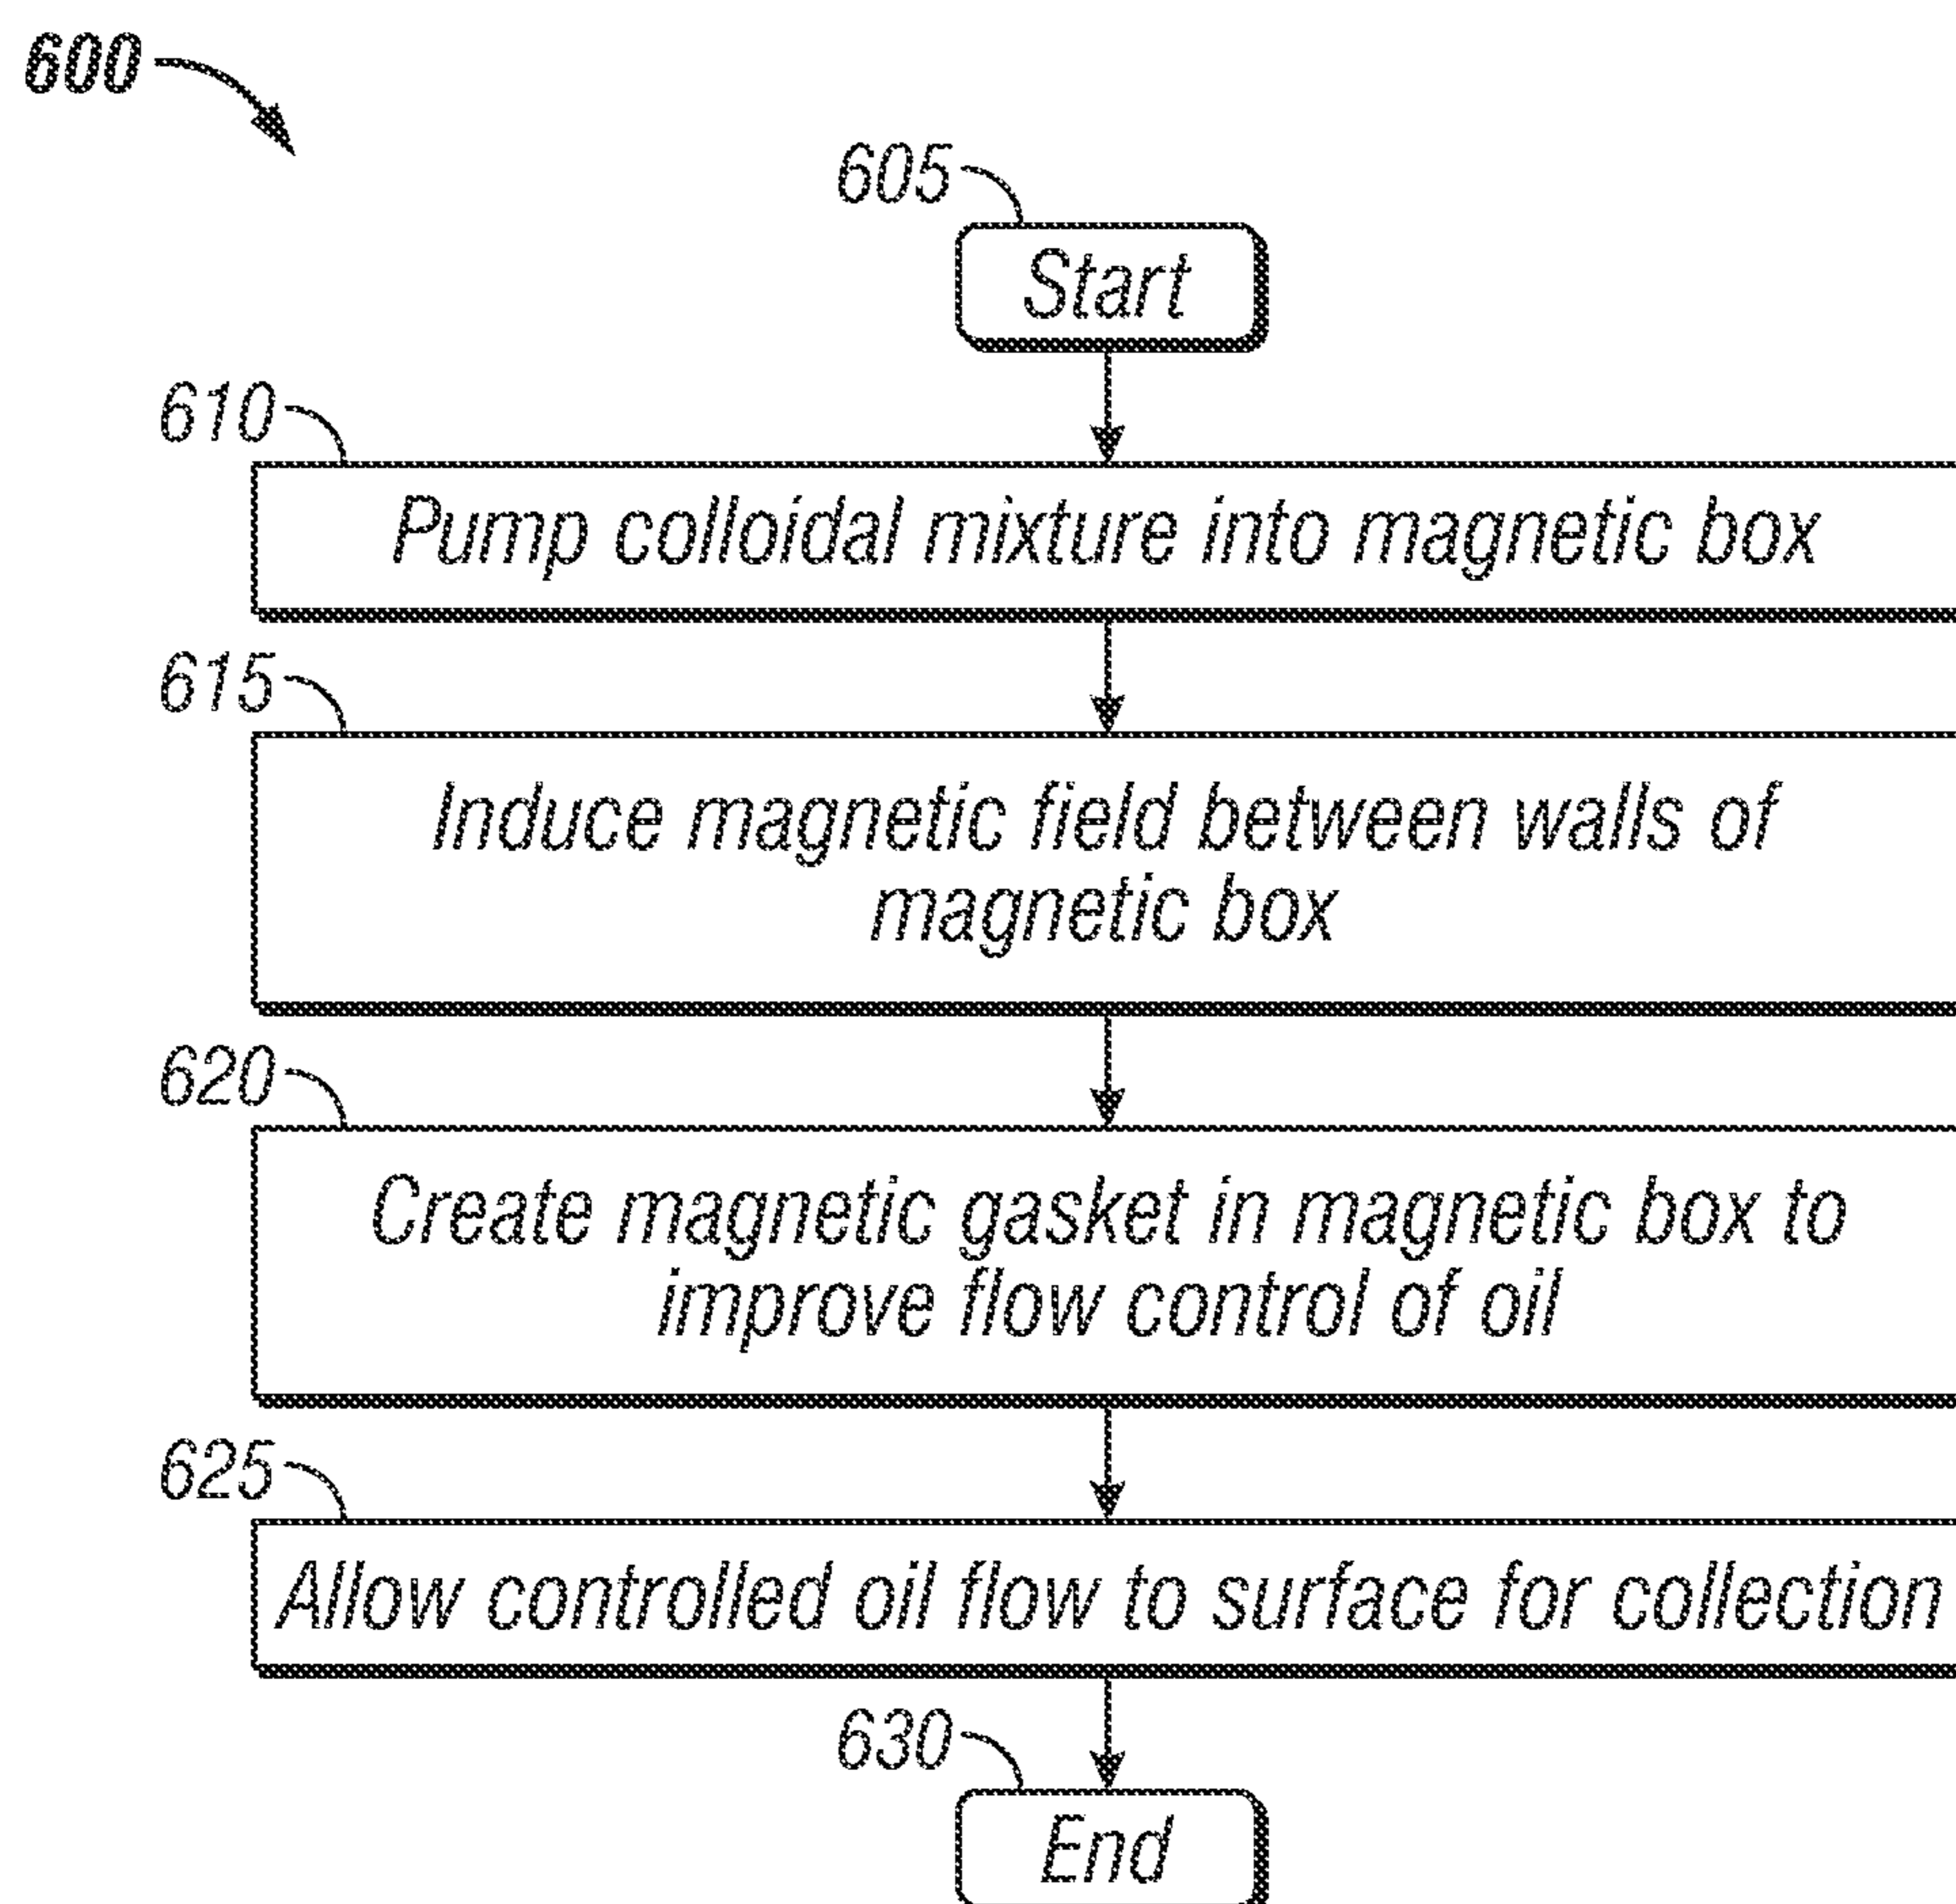 600
605
Start
610
Pump colloidal mixture into magnetic box
615
Induce magnetic field between walls of
magnetic box
620
Create magnetic gasket in magnetic box to
improve flow control of oil
625
Allow controlled oil flow to surface for collection
630
End